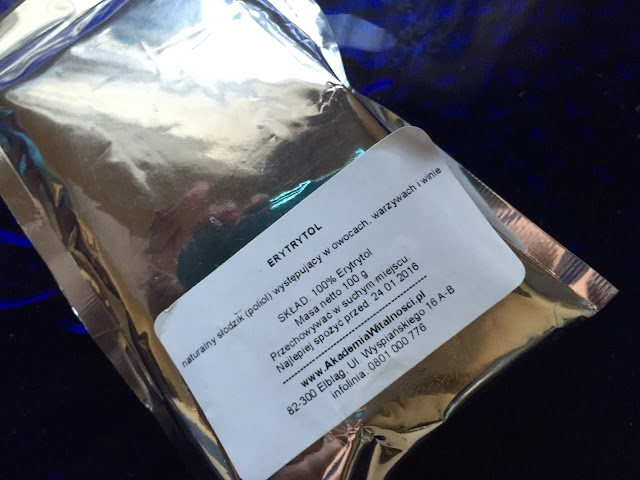 ERYTRYTOL
naturalny słodzik (poliol) występujący w owocach, warzywach i winie
SKŁAD: 100% Erytrytol
Masa netto 100 g
Przechowywać w suchym miejscu.
Najlepiej spożyć przed: 24 01 2016
www.AkademiaWitalności.pl
82-300 Elbląg. Ul. Wyspiańskiego 16 A-B
infolinia: 0801 000 776